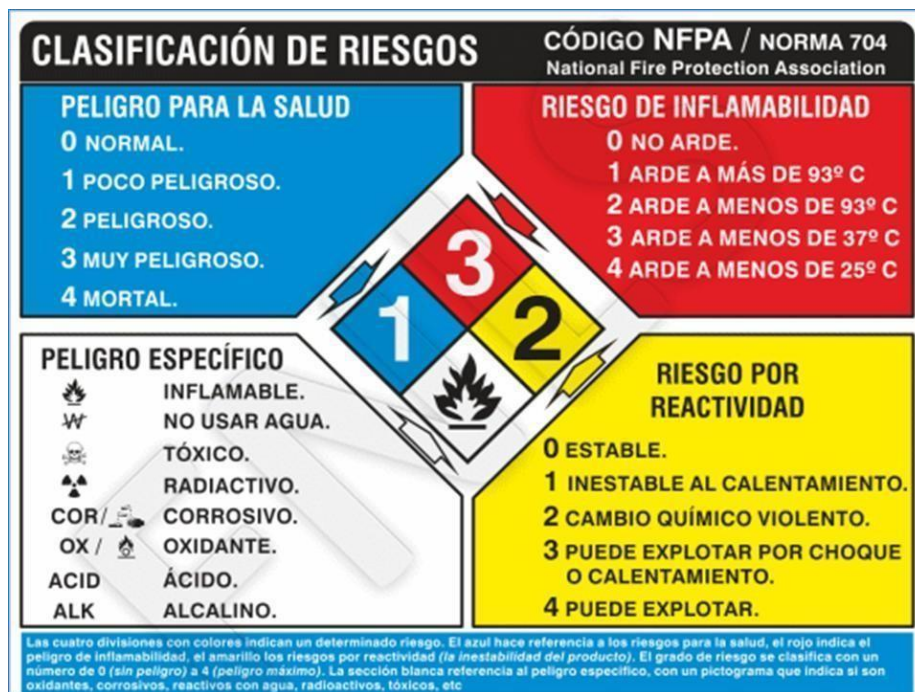 CLASIFICACIÓN DE RIESGOS
CÓDIGO NFPA / NORMA 704
National Fire Protection Association
PELIGRO PARA LA SALUD
0 NORMAL.
1 POCO PELIGROSO.
2 PELIGROSO.
3 MUY PELIGROSO.
4 MORTAL.
RIESGO DE INFLAMABILIDAD
0 NO ARDE.
1 ARDE A MÁS DE 93º C
2 ARDE A MENOS DE 93º C
3 ARDE A MENOS DE 37º C
4 ARDE A MENOS DE 25º C
3
1
2
PELIGRO ESPECÍFICO
INFLAMABLE.
W NO USAR AGUA.
TÓXICO.
RADIACTIVO.
COR/ CORROSIVO.
OX / OXIDANTE.
ACID ÁCIDO.
ALK ALCALINO.
RIESGO POR
REACTIVIDAD
0 ESTABLE.
1 INESTABLE AL CALENTAMIENTO.
2 CAMBIO QUÍMICO VIOLENTO.
3 PUEDE EXPLOTAR POR CHOQUE
O CALENTAMIENTO.
4 PUEDE EXPLOTAR.
Las cuatro divisiones con colores indican un determinado riesgo. El azul hace referencia a los riesgos para la salud, el rojo indica el
peligro de inflamabilidad, el amarillo los riesgos por reactividad (la inestabilidad del producto). El grado de riesgo se clasifica con un
número de 0 (sin peligro) a 4 (peligro máximo). La sección blanca referencia al peligro específico, con un pictograma que indica si son
oxidantes, corrosivos, reactivos con agua, radioactivos, tóxicos, etc